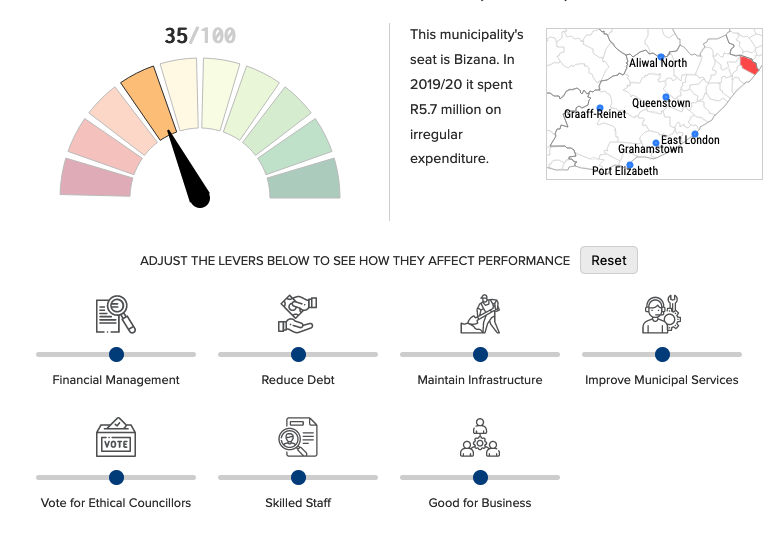 35/100
This municipality's
seat is Bizana. In
2019/20 it spent
R5.7 million on
irregular
expenditure.
Aliwal North
Queenstown
Graaff-Reinet
East London
Grahamstown
Port Elizabeth
ADJUST THE LEVERS BELOW TO SEE HOW THEY AFFECT PERFORMANCE
Reset
Financial Management
Reduce Debt
Maintain Infrastructure
Improve Municipal Services
VOTE
Vote for Ethical Councillors
Skilled Staff
Good for Business